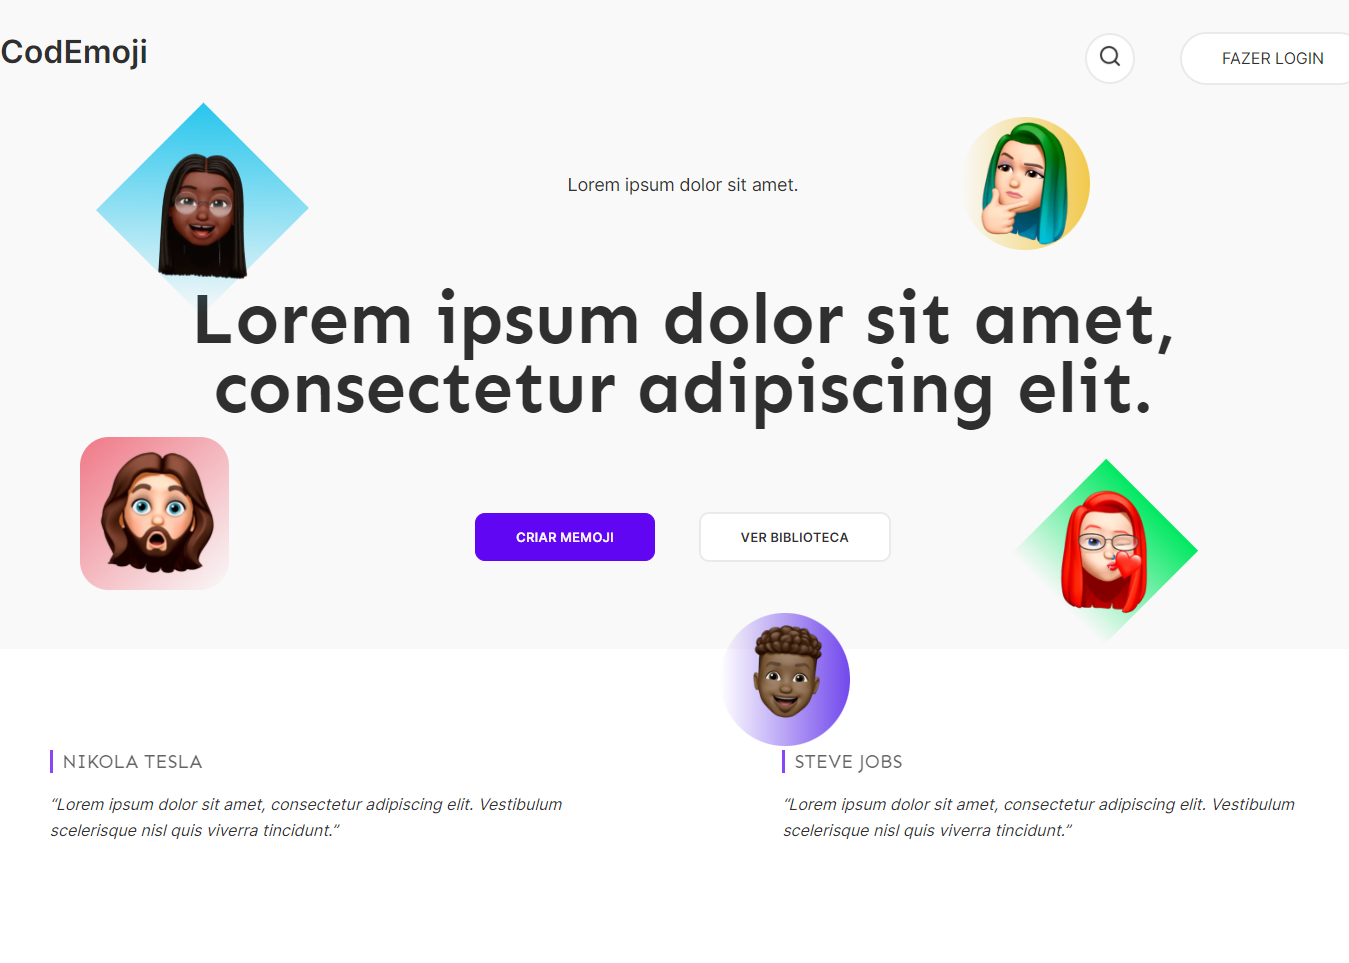 CodEmoji
FAZER LOGIN
Lorem ipsum dolor sit amet.
Lorem ipsum dolor sit amet,
consectetur adipiscing elit.
CRIAR MEMOJI
VER BIBLIOTECA
NIKOLA TESLA
“Lorem ipsum dolor sit amet, consectetur adipiscing elit. Vestibulum
scelerisque nisl quis viverra tincidunt.”
STEVE JOBS
“Lorem ipsum dolor sit amet, consectetur adipiscing elit. Vestibulum
scelerisque nisl quis viverra tincidunt.”